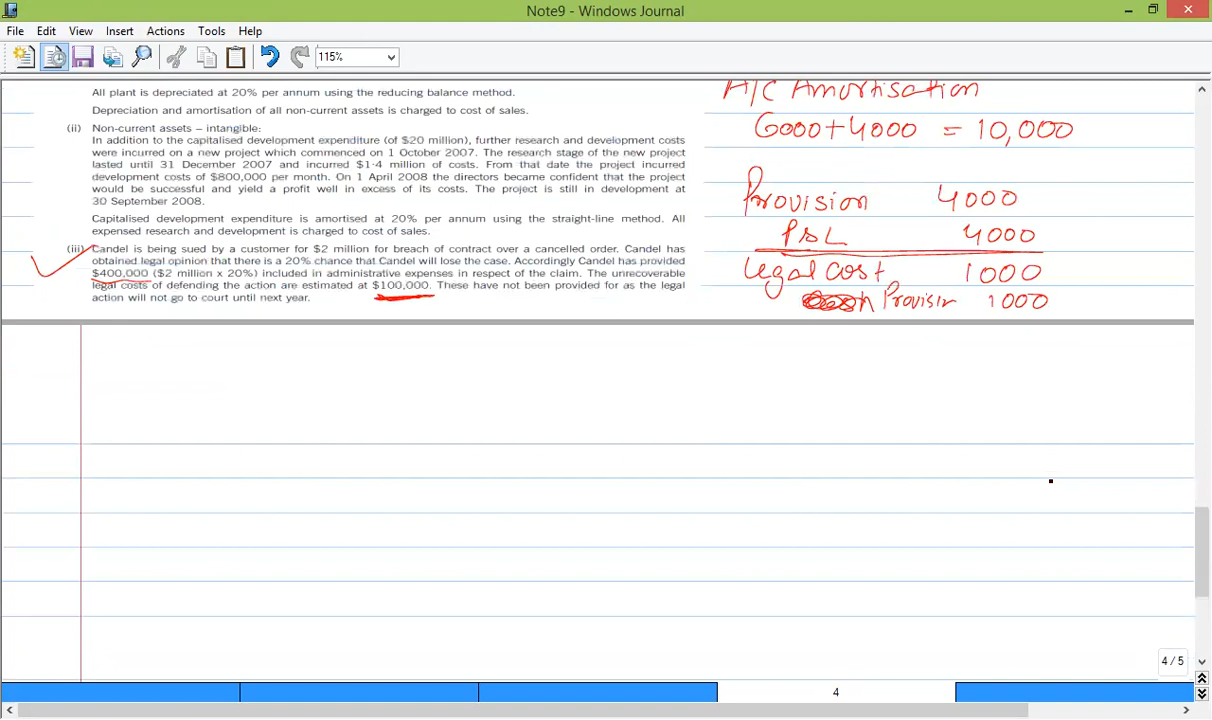 Note9 - Windows Journal
File Edit View Insert Actions Tools Help
115%
All plant is depreciated at 20% per annum using the reducing balance method.
Depreciation and amortisation of all non-current assets is charged to cost of sales.
(ii) Non-current assets – intangible:
In addition to the capitalised development expenditure (of $20 million), further research and development costs
were incurred on a new project which commenced on 1 October 2007. The research stage of the new project
lasted until 31 December 2007 and incurred $1·4 million of costs. From that date the project incurred
development costs of $800,000 per month. On 1 April 2008 the directors became confident that the project
would be successful and yield a profit well in excess of its costs. The project is still in development at
30 September 2008.
Capitalised development expenditure is amortised at 20% per annum using the straight-line method. All
expensed research and development is charged to cost of sales.
(iii) Candel is being sued by a customer for $2 million for breach of contract over a cancelled order. Candel has
obtained legal opinion that there is a 20% chance that Candel will lose the case. Accordingly Candel has provided
$400,000 ($2 million x 20%) included in administrative expenses in respect of the claim. The unrecoverable
legal costs of defending the action are estimated at $100,000. These have not been provided for as the legal
action will not go to court until next year.
A/C Amortisation
6000+4000 = 10,000
Provision 4000
P&L 4000
legal cost 1000
Provision 1000
4 / 5
4